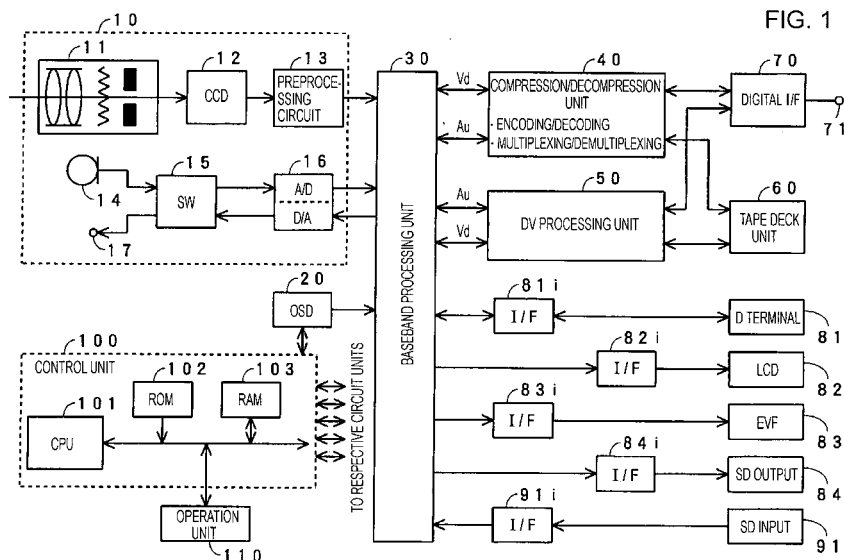 FIG. 1
10
11
12
13
CCD
PREPROCE-
SSING
CIRCUIT
14
15
16
SW
A/D
D/A
17
20
OSD
30
BASEBAND PROCESSING UNIT
Vd
Au
40
COMPRESSION/DECOMPRESSION
UNIT
· ENCODING/DECODING
· MULTIPLEXING/DEMULTIPLEXING
70
DIGITAL I/F
71
Au
Vd
50
DV PROCESSING UNIT
60
TAPE DECK
UNIT
81i
I/F
D TERMINAL
81
82i
I/F
LCD
82
83i
I/F
EVF
83
84i
I/F
SD OUTPUT
84
91i
I/F
SD INPUT
91
100
CONTROL UNIT
101
CPU
102
ROM
103
RAM
TO RESPECTIVE CIRCUIT UNITS
OPERATION
UNIT
110